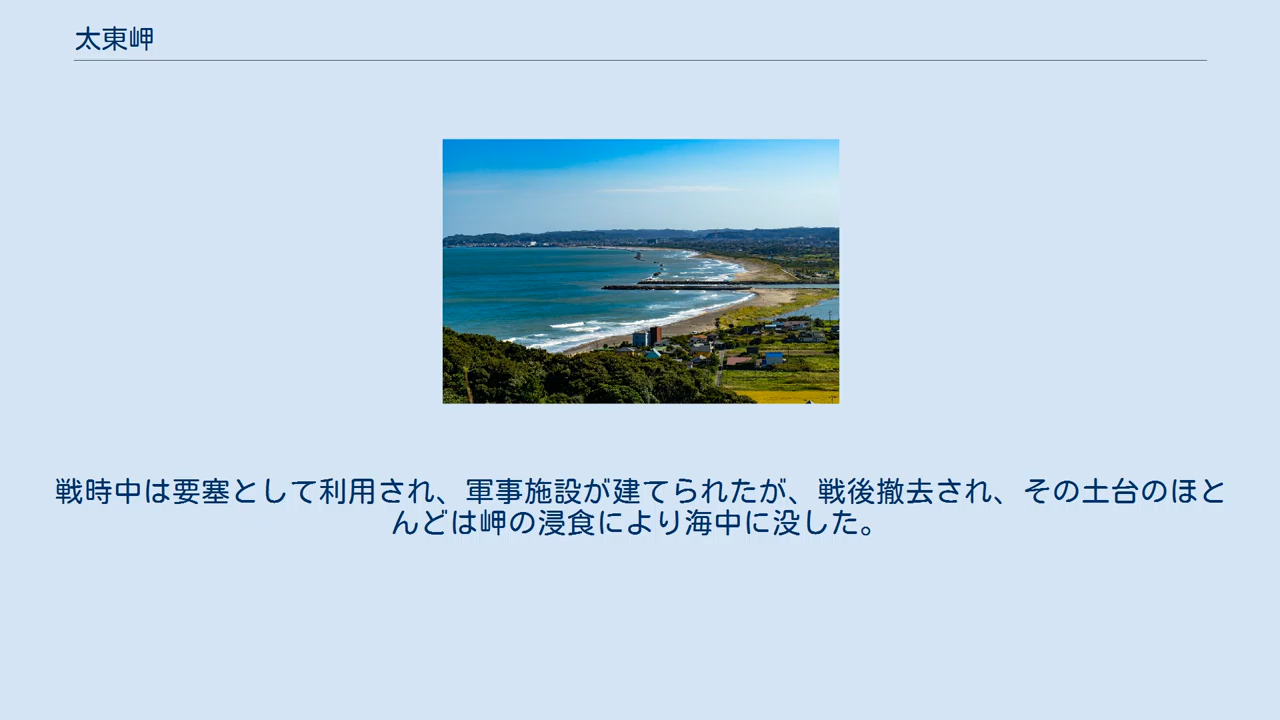 太東岬
戦時中は要塞として利用され、軍事施設が建てられたが、戦後撤去され、その土台のほと
んどは岬の浸食により海中に没した。